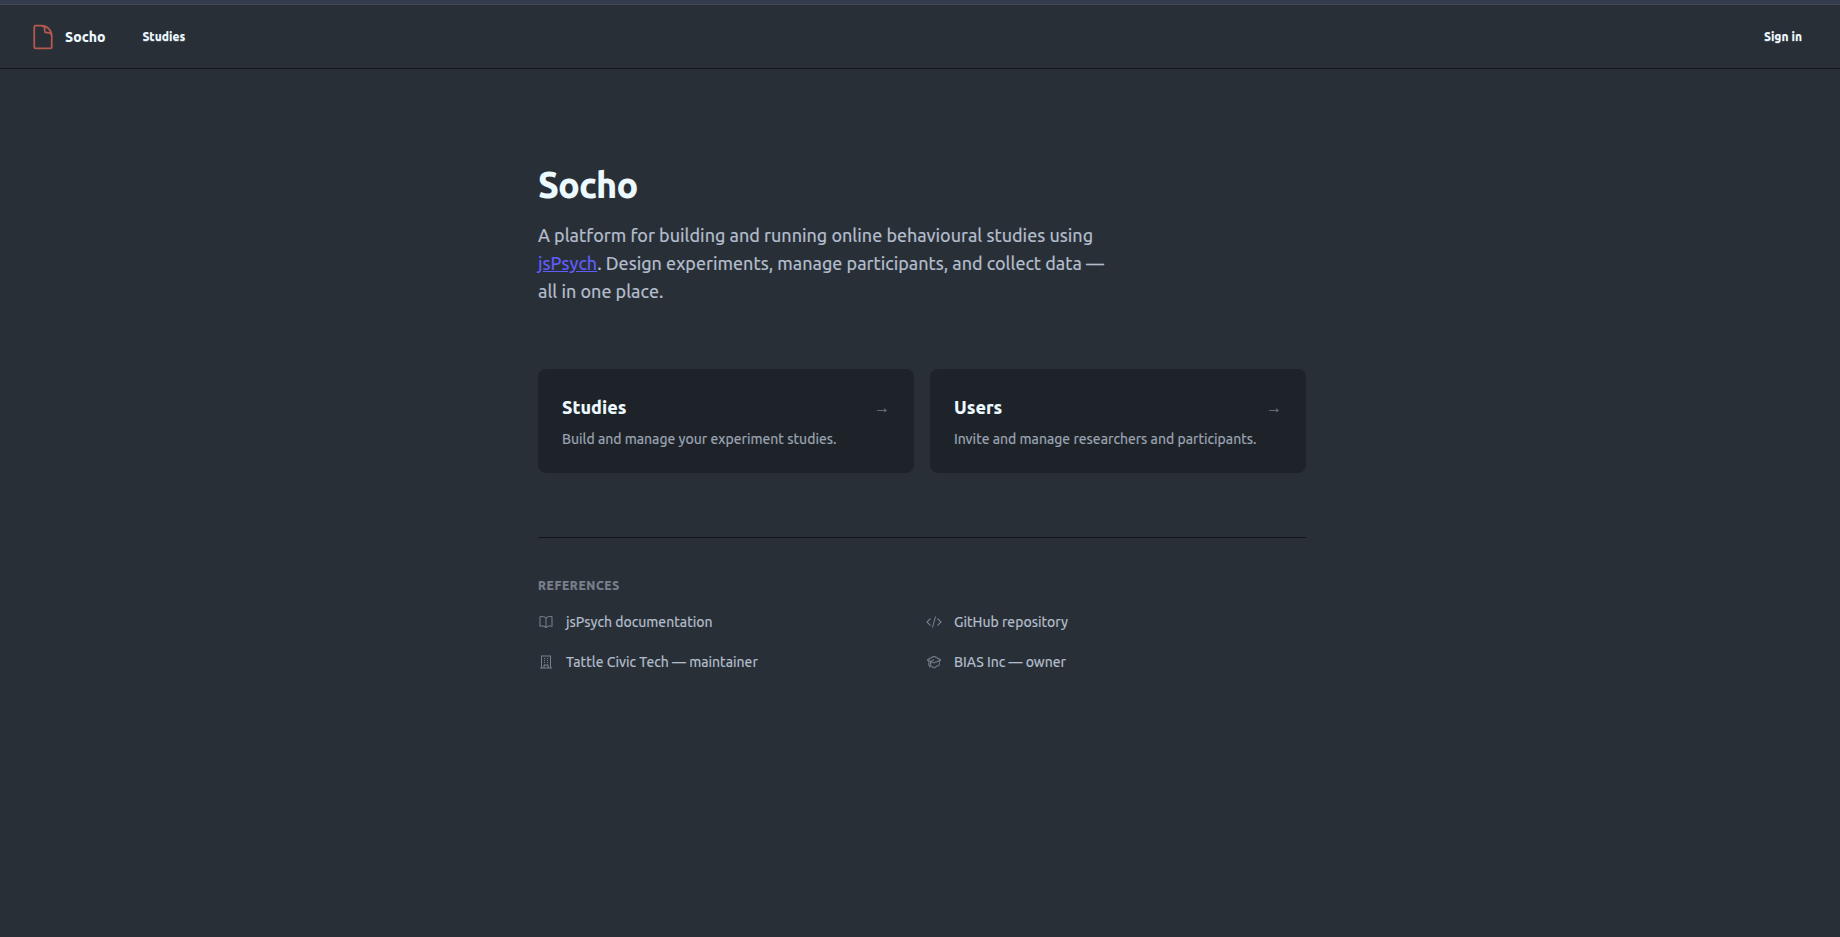 Socho
Studies
Sign in
Socho
A platform for building and running online behavioural studies using
jsPsych. Design experiments, manage participants, and collect data —
all in one place.
Studies →
Build and manage your experiment studies.
Users →
Invite and manage researchers and participants.
REFERENCES
jsPsych documentation
GitHub repository
Tattle Civic Tech — maintainer
BIAS Inc — owner